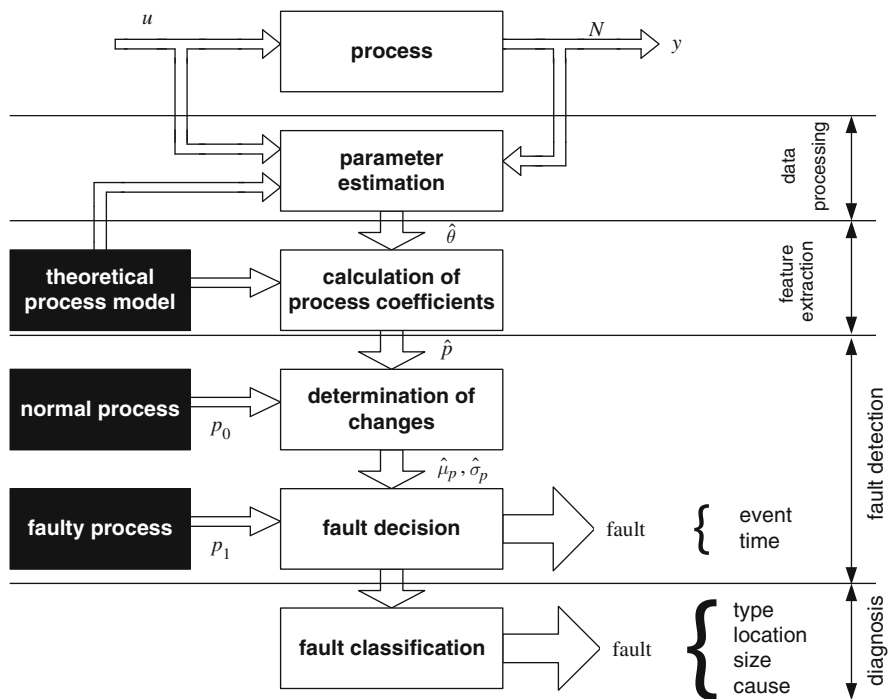 u
process
N
y
parameter
estimation
data
processing
θ̂
theoretical
process model
calculation of
process coefficients
feature
extraction
p̂
normal process
p₀
determination of
changes
μ̂ₚ , σ̂ₚ
faulty process
p₁
fault decision
fault
{ event
time
fault detection
fault classification
fault
{ type
location
size
cause
diagnosis